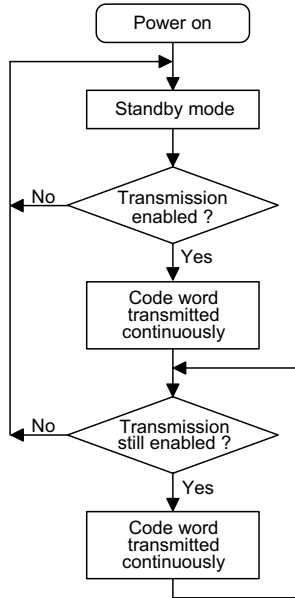 Power on
Standby mode
No
Transmission
enabled ?
Yes
Code word
transmitted
continuously
No
Transmission
still enabled ?
Yes
Code word
transmitted
continuously